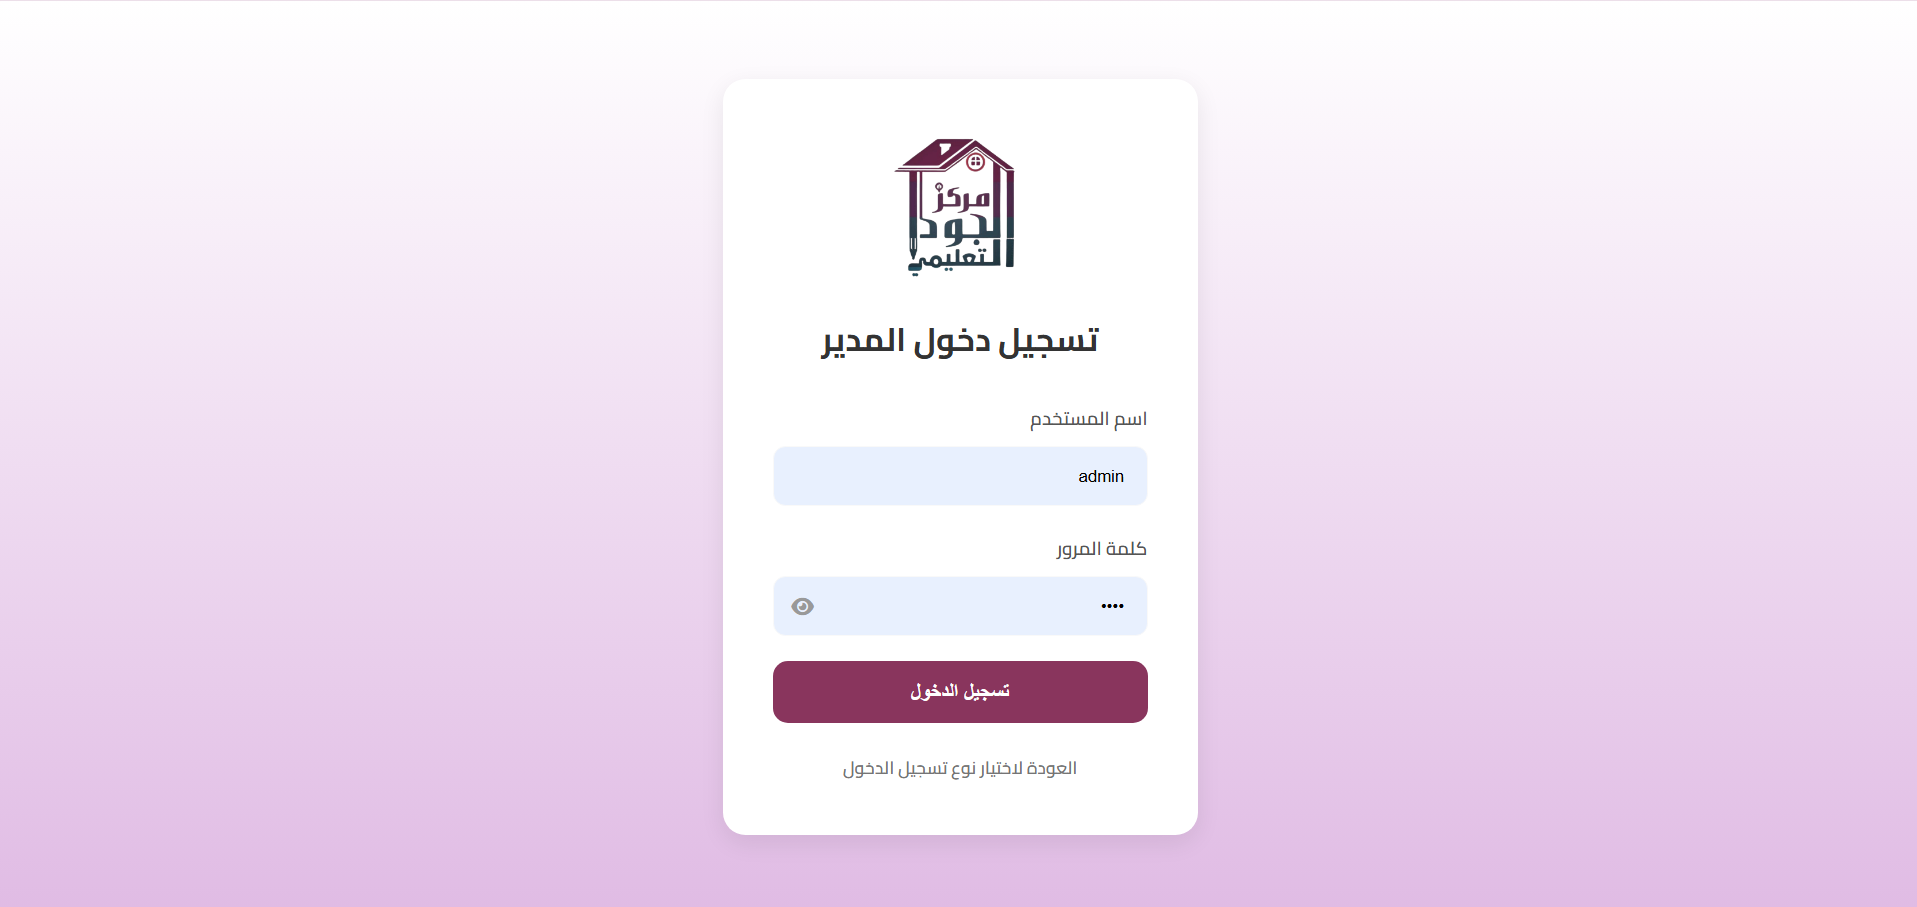 مركز
الجود
التعليمي
تسجيل دخول المدير
اسم المستخدم
admin
كلمة المرور
••••
تسجيل الدخول
العودة لاختيار نوع تسجيل الدخول